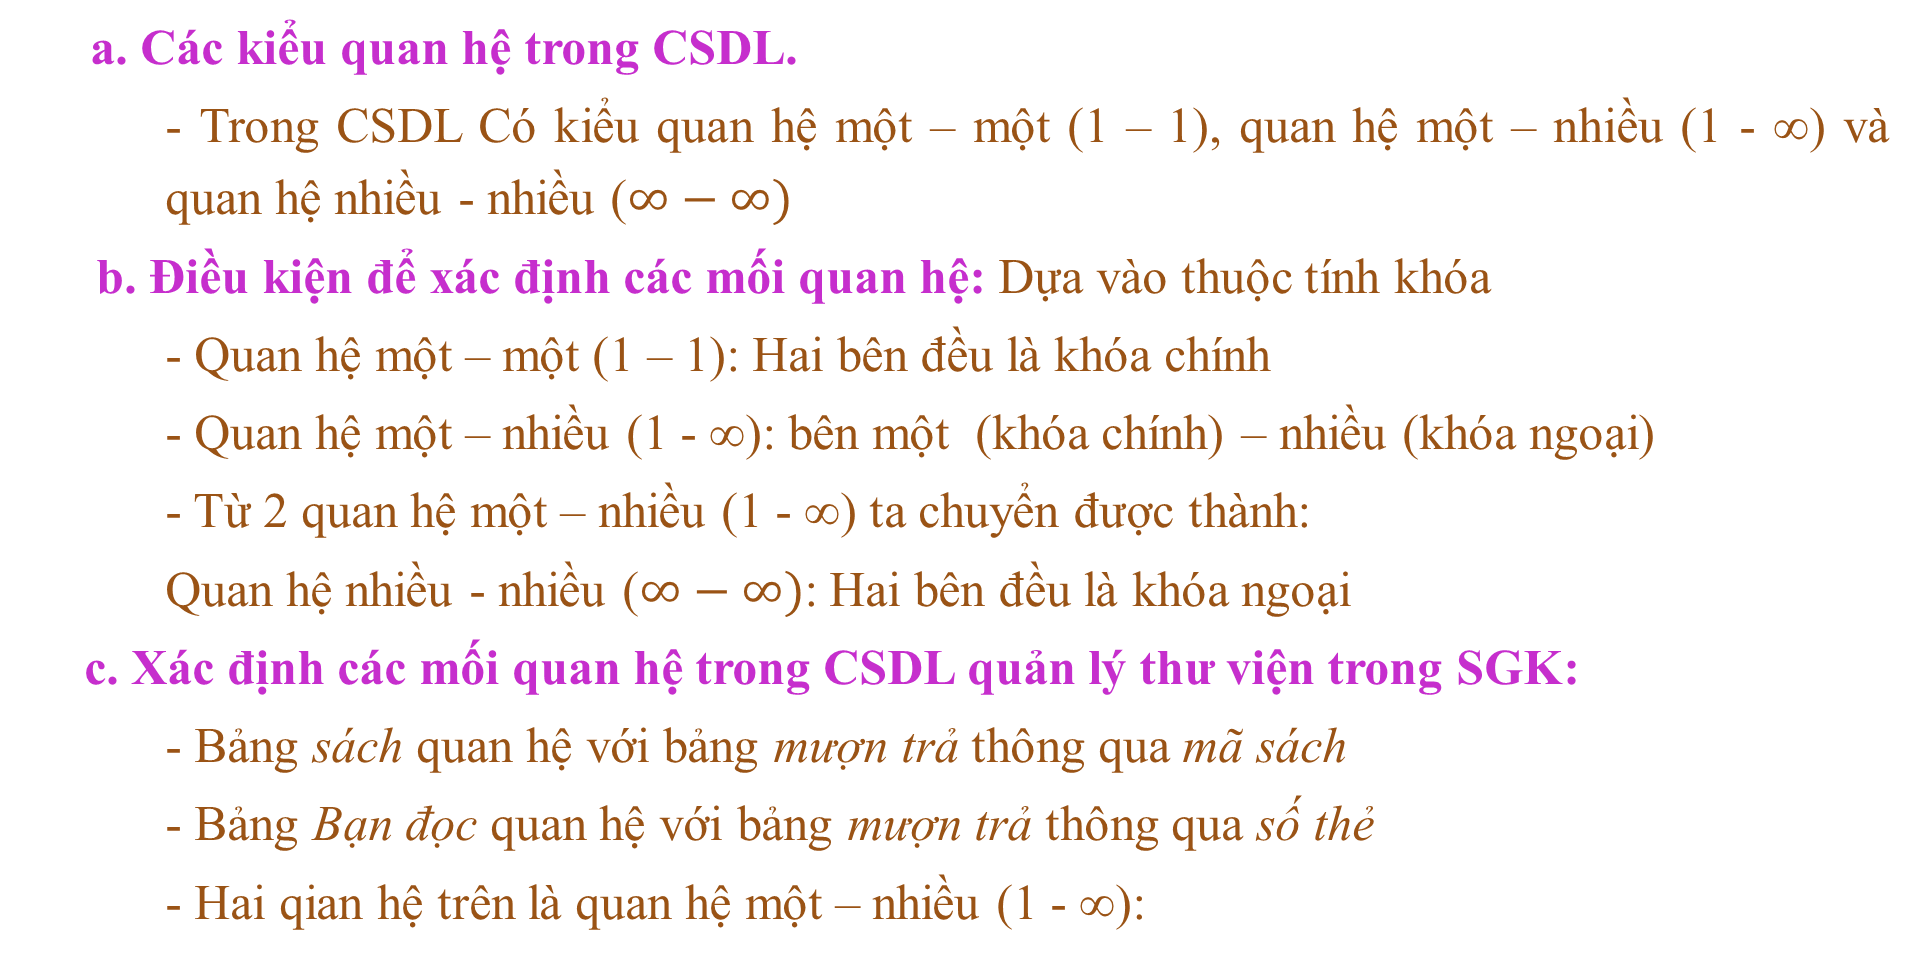 a. Các kiểu quan hệ trong CSDL.
- Trong CSDL Có kiểu quan hệ một – một (1 – 1), quan hệ một – nhiều (1 - ∞) và
quan hệ nhiều - nhiều (∞ − ∞)
b. Điều kiện để xác định các mối quan hệ: Dựa vào thuộc tính khóa
- Quan hệ một – một (1 – 1): Hai bên đều là khóa chính
- Quan hệ một – nhiều (1 - ∞): bên một (khóa chính) – nhiều (khóa ngoại)
- Từ 2 quan hệ một – nhiều (1 - ∞) ta chuyển được thành:
Quan hệ nhiều - nhiều (∞ − ∞): Hai bên đều là khóa ngoại
c. Xác định các mối quan hệ trong CSDL quản lý thư viện trong SGK:
- Bảng sách quan hệ với bảng mượn trả thông qua mã sách
- Bảng Bạn đọc quan hệ với bảng mượn trả thông qua số thẻ
- Hai qian hệ trên là quan hệ một – nhiều (1 - ∞):